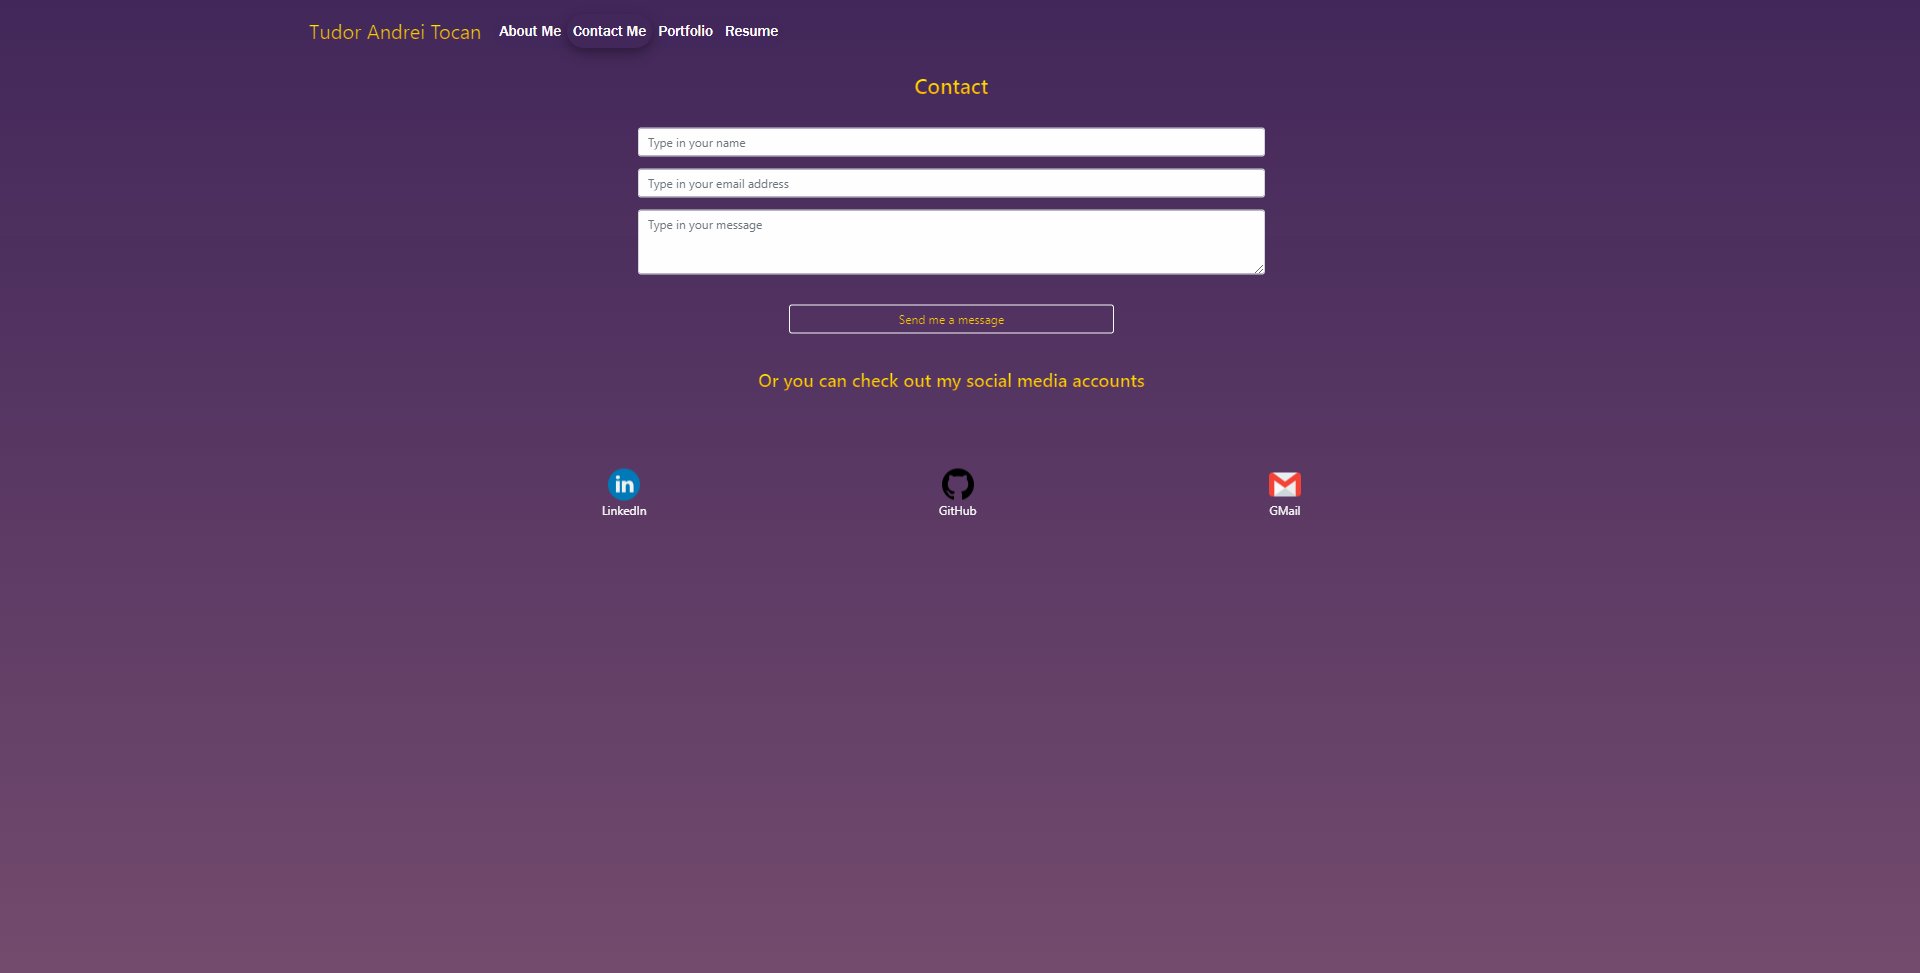 Tudor Andrei Tocan About Me Contact Me Portfolio Resume
Contact
Type in your name
Type in your email address
Type in your message
Send me a message
Or you can check out my social media accounts
in
LinkedIn GitHub GMail